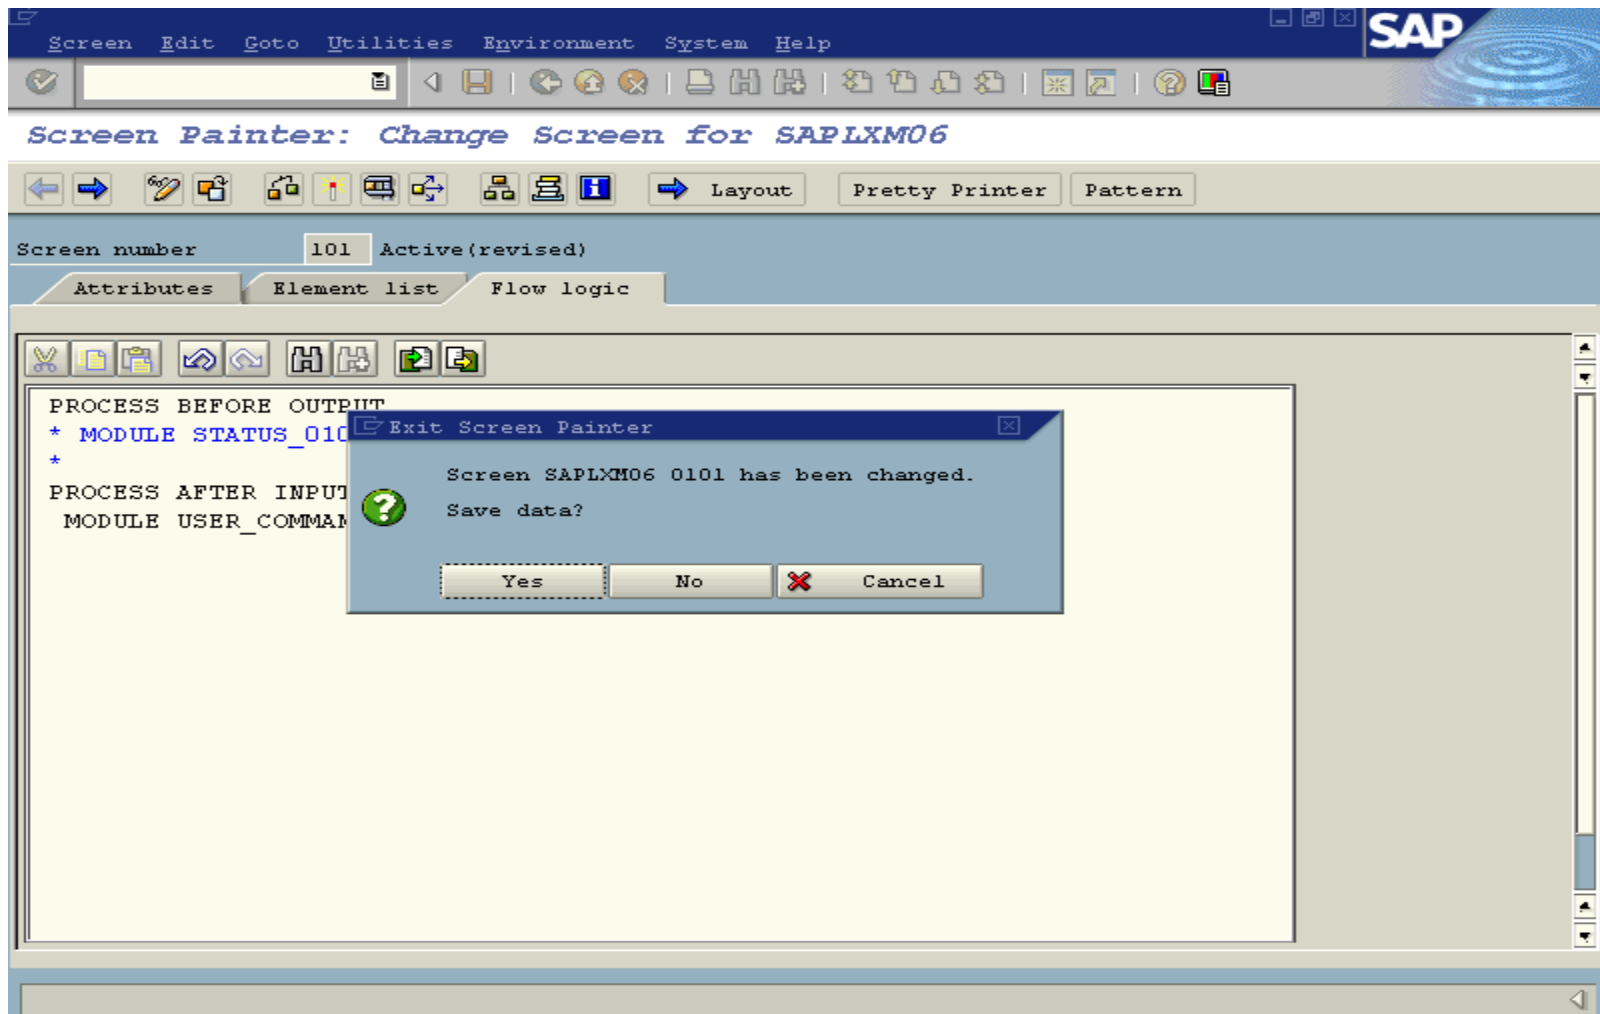 Screen Edit Goto Utilities Environment System Help
SAP
Screen Painter: Change Screen for SAPLXM06
Layout Pretty Printer Pattern
Screen number 101 Active(revised)
Attributes Element list Flow logic
PROCESS BEFORE OUTPUT
* MODULE STATUS_010
*
PROCESS AFTER INPUT
MODULE USER_COMMAN
Exit Screen Painter
Screen SAPLXM06 0101 has been changed.
Save data?
Yes No Cancel